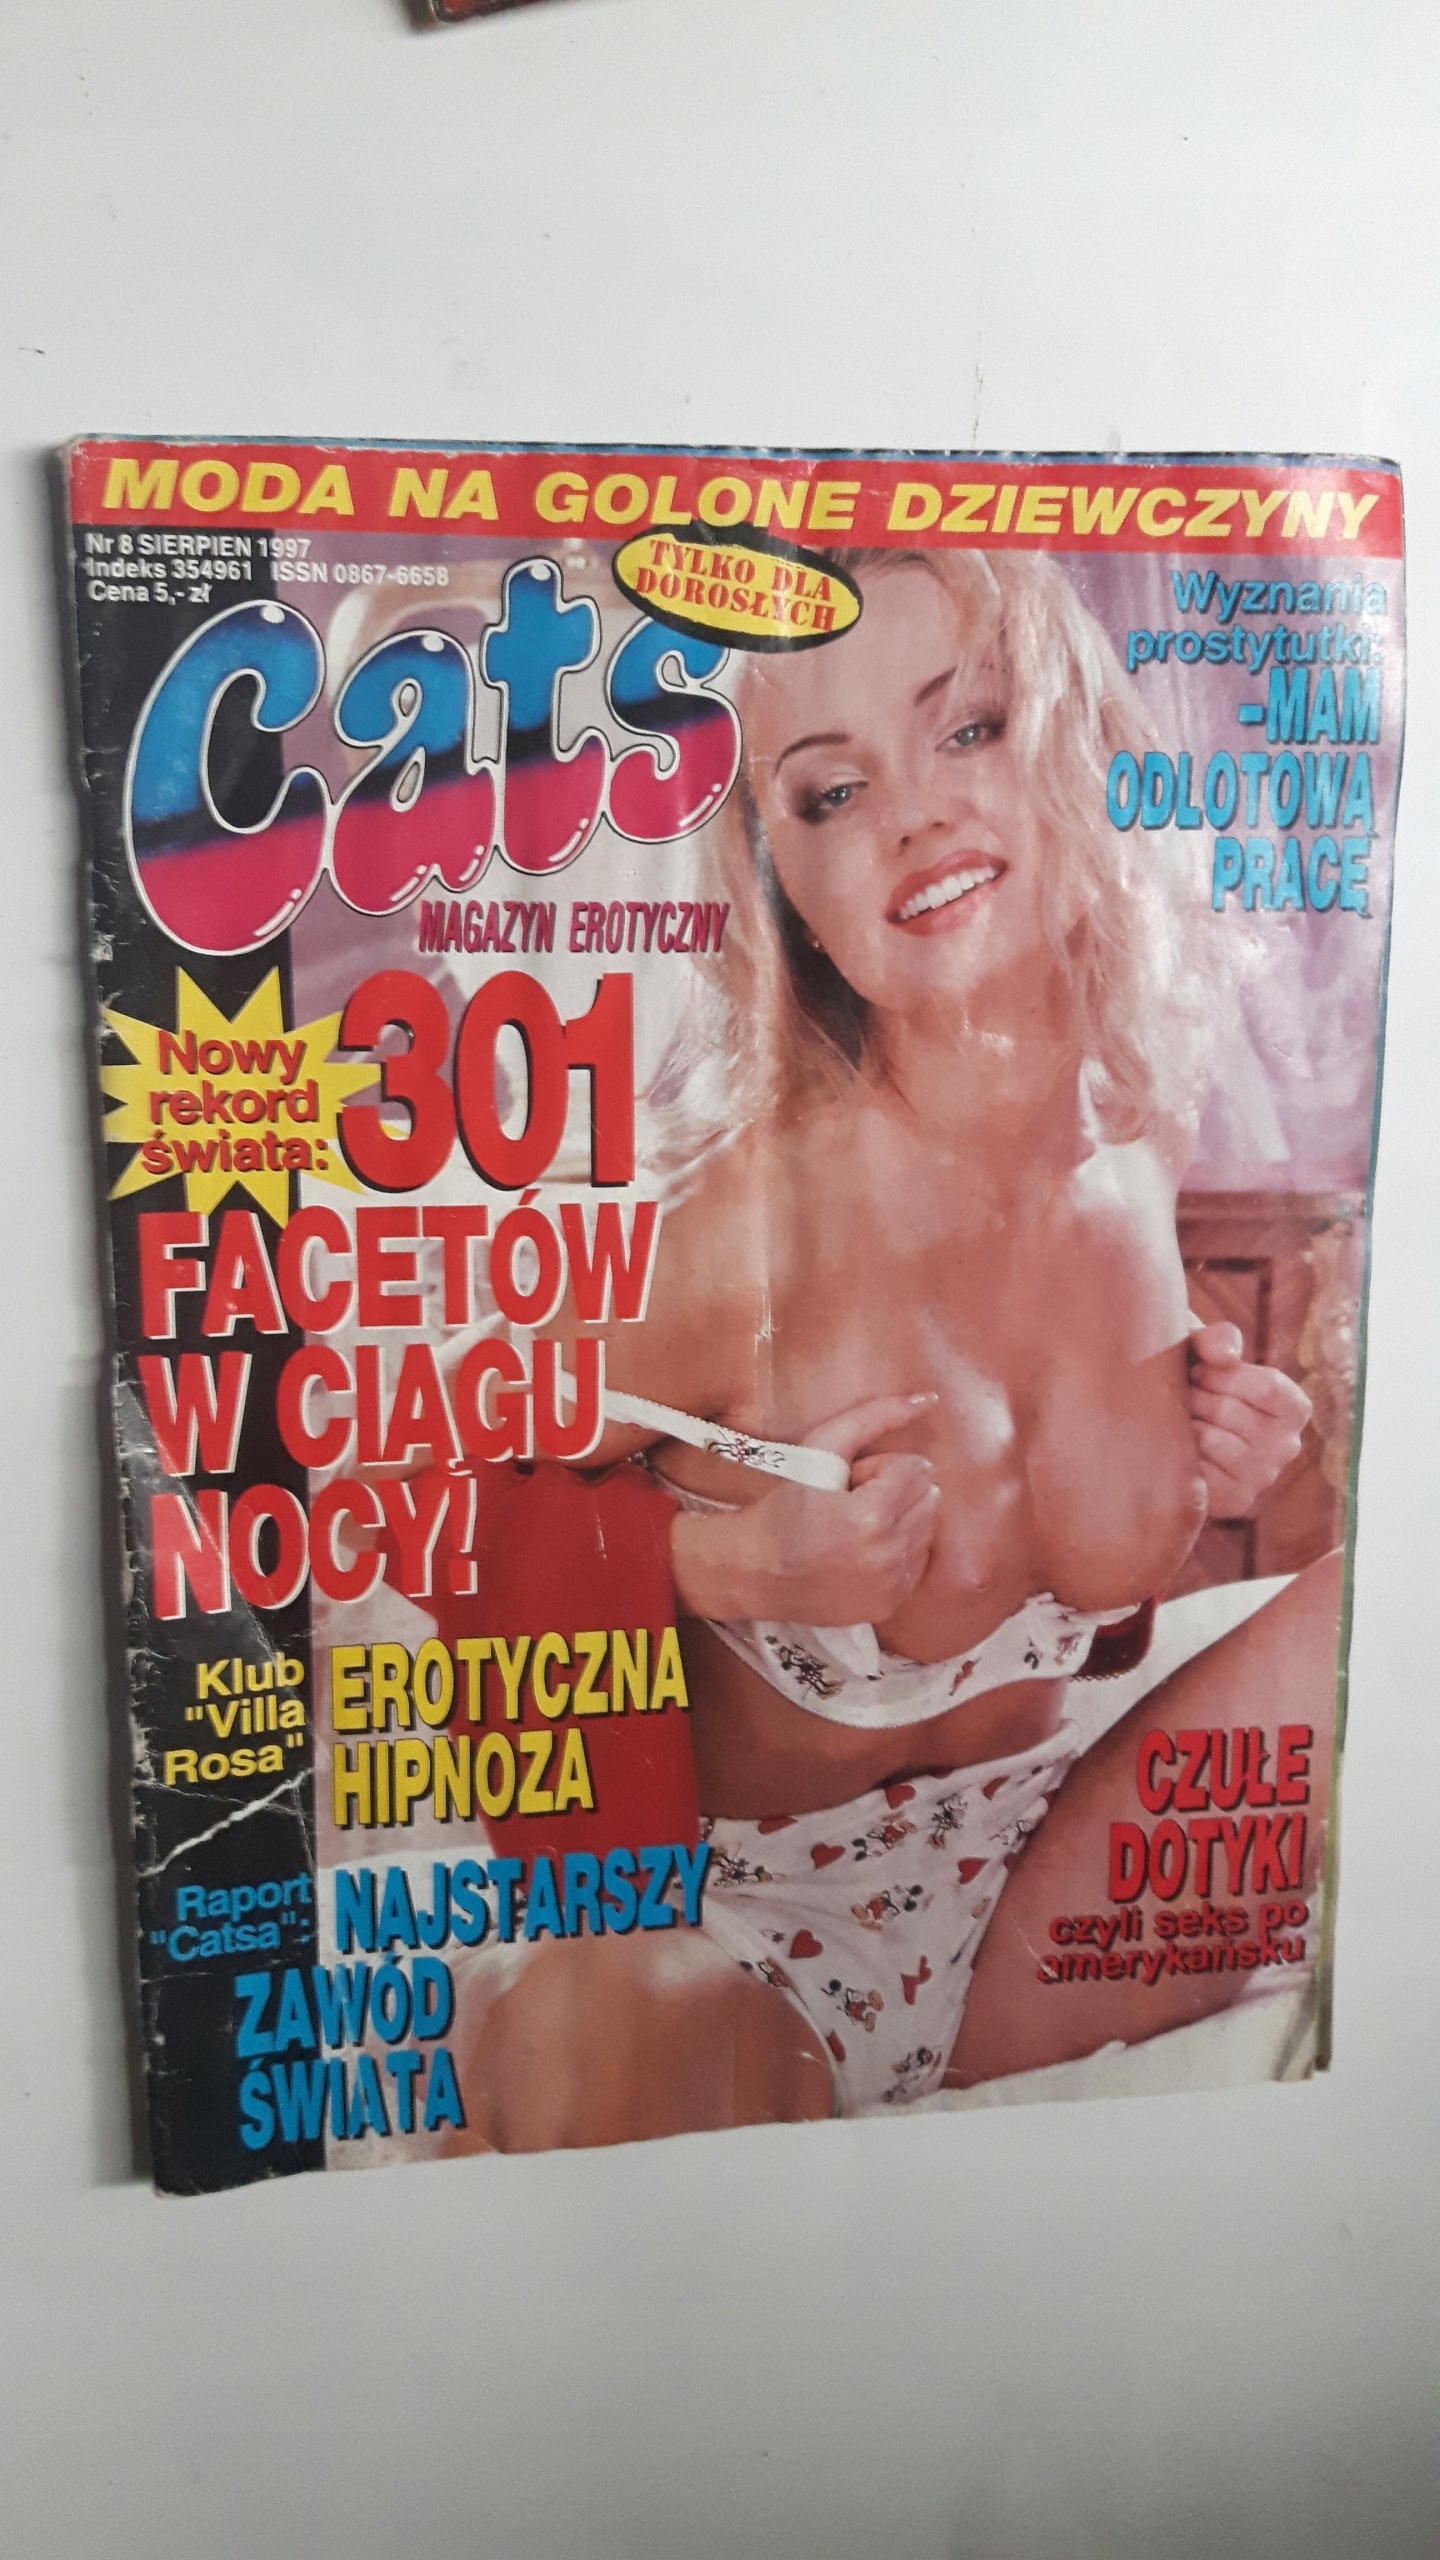 MODA NA GOLONE DZIEWCZYNY
Nr 8 SIERPIEŃ 1997
Indeks 354961 ISSN 0867-6658
Cena 5,- zł
TYLKO DLA
DOROSŁYCH
Cats
MAGAZYN EROTYCZNY
Wyznania
prostytutki:
-MAM
ODLOTOWĄ
PRACĘ
Nowy
rekord
świata:
301
FACETÓW
W CIĄGU
NOCY!
Klub
"Villa
Rosa"
EROTYCZNA
HIPNOZA
Raport
"Catsa":
NAJSTARSZY
ZAWÓD
ŚWIATA
CZUŁE
DOTYKI
czyli seks po
amerykańsku